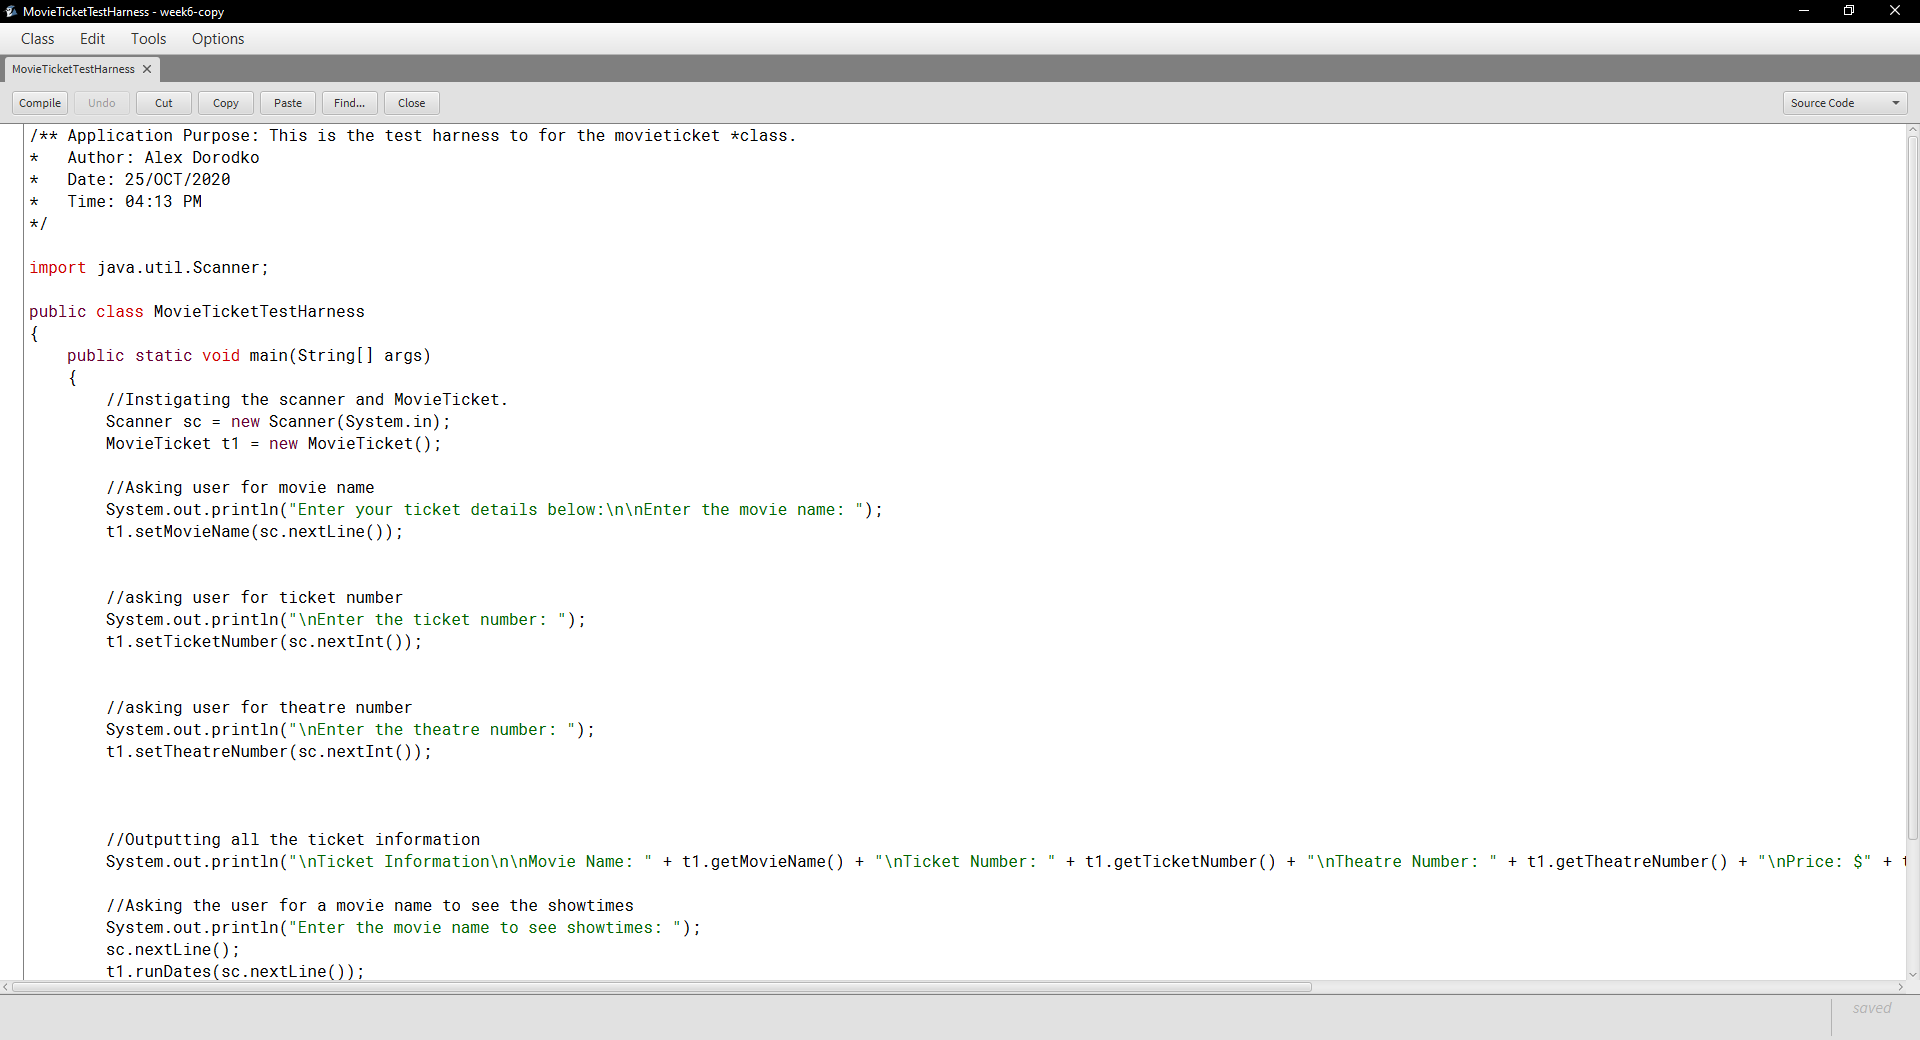 MovieTicketTestHarness - week6-copy
Class Edit Tools Options
MovieTicketTestHarness
Compile Undo Cut Copy Paste Find... Close Source Code
/** Application Purpose: This is the test harness to for the movieticket *class.
*   Author: Alex Dorodko
*   Date: 25/OCT/2020
*   Time: 04:13 PM
*/
import java.util.Scanner;
public class MovieTicketTestHarness
{
    public static void main(String[] args)
    {
        //Instigating the scanner and MovieTicket.
        Scanner sc = new Scanner(System.in);
        MovieTicket t1 = new MovieTicket();
        //Asking user for movie name
        System.out.println("Enter your ticket details below:\n\nEnter the movie name: ");
        t1.setMovieName(sc.nextLine());
        //asking user for ticket number
        System.out.println("\nEnter the ticket number: ");
        t1.setTicketNumber(sc.nextInt());
        //asking user for theatre number
        System.out.println("\nEnter the theatre number: ");
        t1.setTheatreNumber(sc.nextInt());
        //Outputting all the ticket information
        System.out.println("\nTicket Information\n\nMovie Name: " + t1.getMovieName() + "\nTicket Number: " + t1.getTicketNumber() + "\nTheatre Number: " + t1.getTheatreNumber() + "\nPrice: $" +
        //Asking the user for a movie name to see the showtimes
        System.out.println("Enter the movie name to see showtimes: ");
        sc.nextLine();
        t1.runDates(sc.nextLine());
saved